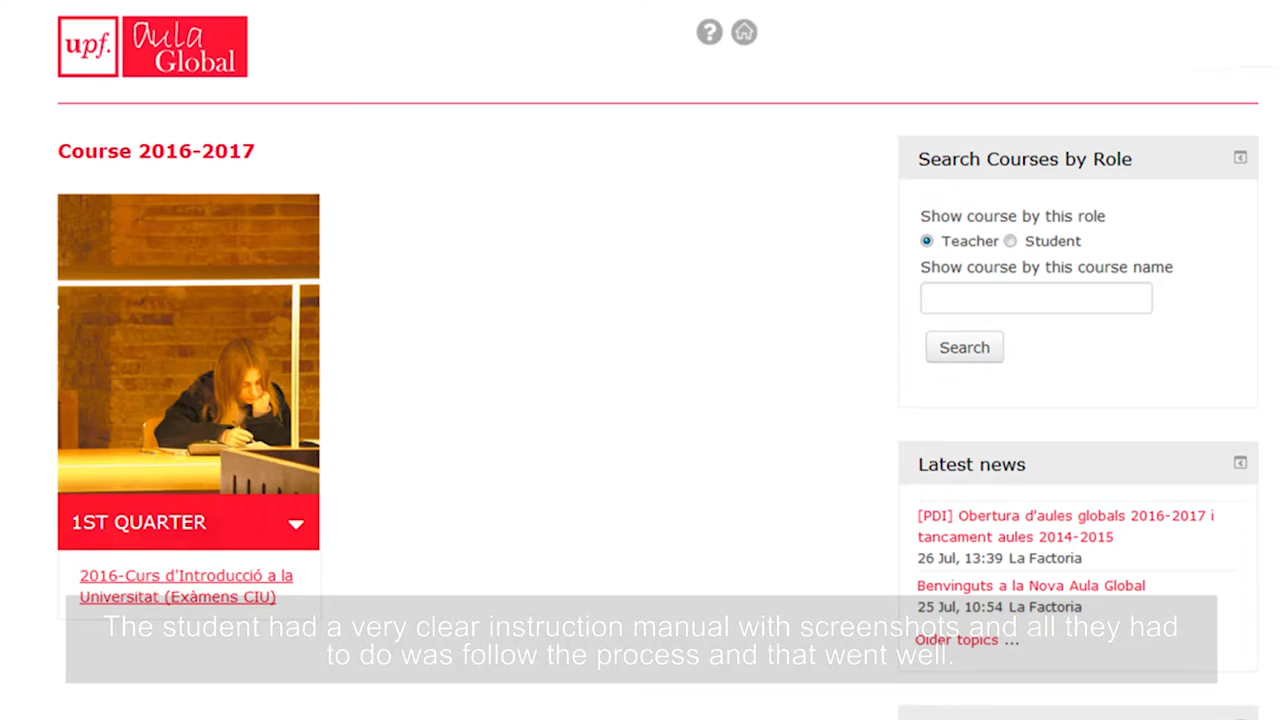 upf. aula
Global
?
Course 2016-2017
1ST QUARTER
2016-Curs d'Introducció a la
Universitat (Exàmens CIU)
Search Courses by Role
Show course by this role
Teacher Student
Show course by this course name
Search
Latest news
[PDI] Obertura d'aules globals 2016-2017 i
tancament aules 2014-2015
26 Jul, 13:39 La Factoria
Benvinguts a la Nova Aula Global
25 Jul, 10:54 La Factoria
Older topics ...
The student had a very clear instruction manual with screenshots and all they had
to do was follow the process and that went well.